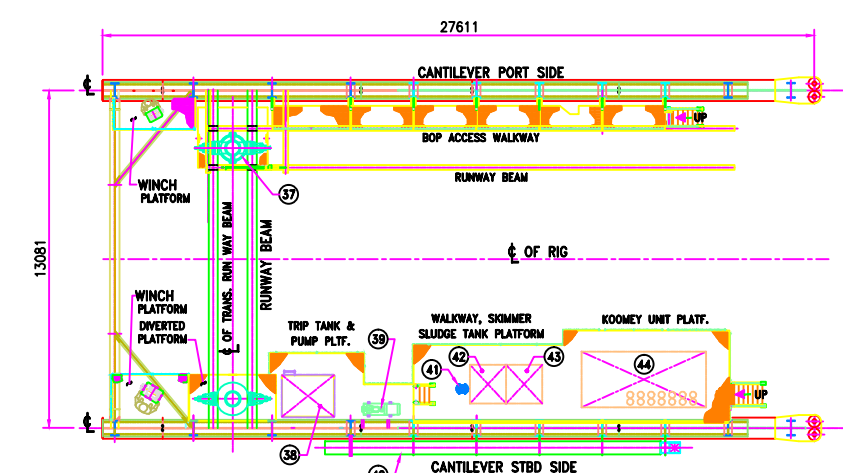 27611
℄
CANTILEVER PORT SIDE
UP
BOP ACCESS WALKWAY
RUNWAY BEAM
WINCH
PLATFORM
37
13081
℄ OF TRANS. RUN WAY BEAM
RUNWAY BEAM
℄ OF RIG
WINCH
PLATFORM
DIVERTED
PLATFORM
TRIP TANK &
PUMP PLTF.
39
WALKWAY, SKIMMER
SLUDGE TANK PLATFORM
KOOMEY UNIT PLATF.
41
42
43
44
UP
℄
38
CANTILEVER STBD SIDE